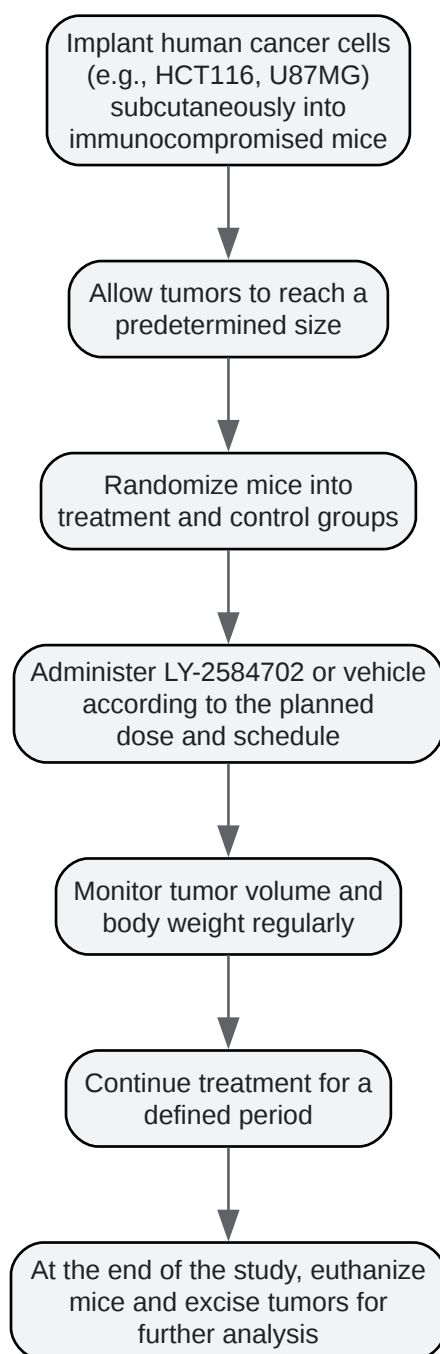 Implant human cancer cells
(e.g., HCT116, U87MG)
subcutaneously into
immunocompromised mice
Allow tumors to reach a
predetermined size
Randomize mice into
treatment and control groups
Administer LY-2584702 or vehicle
according to the planned
dose and schedule
Monitor tumor volume and
body weight regularly
Continue treatment for a
defined period
At the end of the study, euthanize
mice and excise tumors for
further analysis